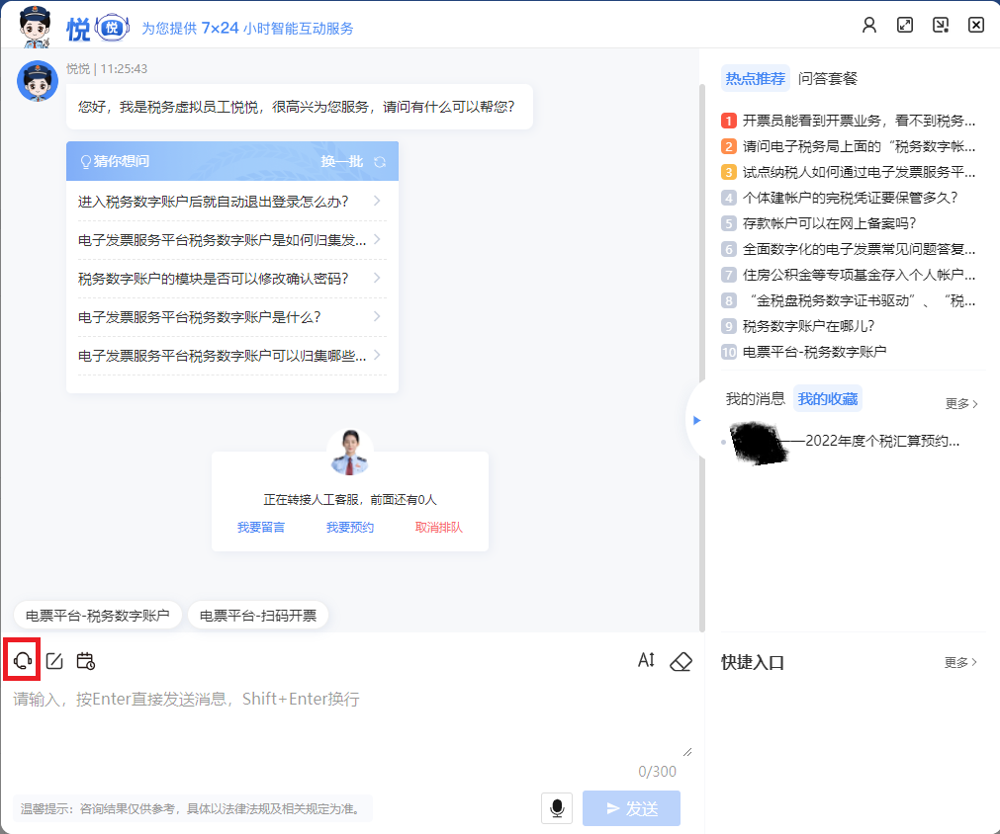 悦 悦 为您提供 7×24 小时智能互动服务
悦悦 | 11:25:43
您好，我是税务虚拟员工悦悦，很高兴为您服务，请问有什么可以帮您？
猜你想问 换一批
进入税务数字账户后就自动退出登录怎么办？
电子发票服务平台税务数字账户是如何归集发...
税务数字账户的模块是否可以修改确认密码？
电子发票服务平台税务数字账户是什么？
电子发票服务平台税务数字账户可以归集哪些...
正在转接人工客服，前面还有0人
我要留言 我要预约 取消排队
电票平台-税务数字账户 电票平台-扫码开票
请输入，按Enter直接发送消息，Shift+Enter换行
0/300
温馨提示：咨询结果仅供参考，具体以法律法规及相关规定为准。
发送
热点推荐 问答套餐
1 开票员能看到开票业务，看不到税务...
2 请问电子税务局上面的“税务数字帐...
3 试点纳税人如何通过电子发票服务平...
4 个体建帐户的完税凭证要保管多久？
5 存款帐户可以在网上备案吗？
6 全面数字化的电子发票常见问题答复...
7 住房公积金等专项基金存入个人帐户...
8 “金税盘税务数字证书驱动”、“税...
9 税务数字账户在哪儿？
10 电票平台-税务数字账户
我的消息 我的收藏 更多
——2022年度个税汇算预约...
快捷入口 更多